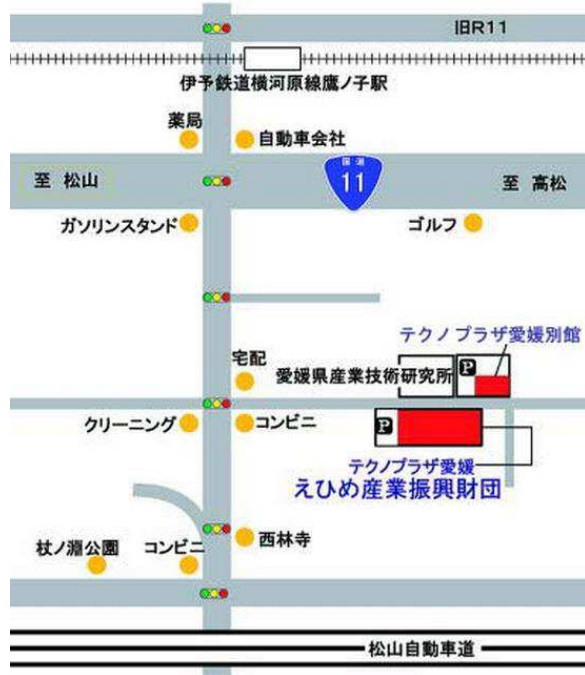 旧R11
伊予鉄道横河原線鷹ノ子駅
薬局
自動車会社
至 松山
国道
11
至 高松
ガソリンスタンド
ゴルフ
テクノプラザ愛媛別館
宅配
愛媛県産業技術研究所
P
クリーニング
コンビニ
P
テクノプラザ愛媛
えひめ産業振興財団
杖ノ淵公園
コンビニ
西林寺
松山自動車道